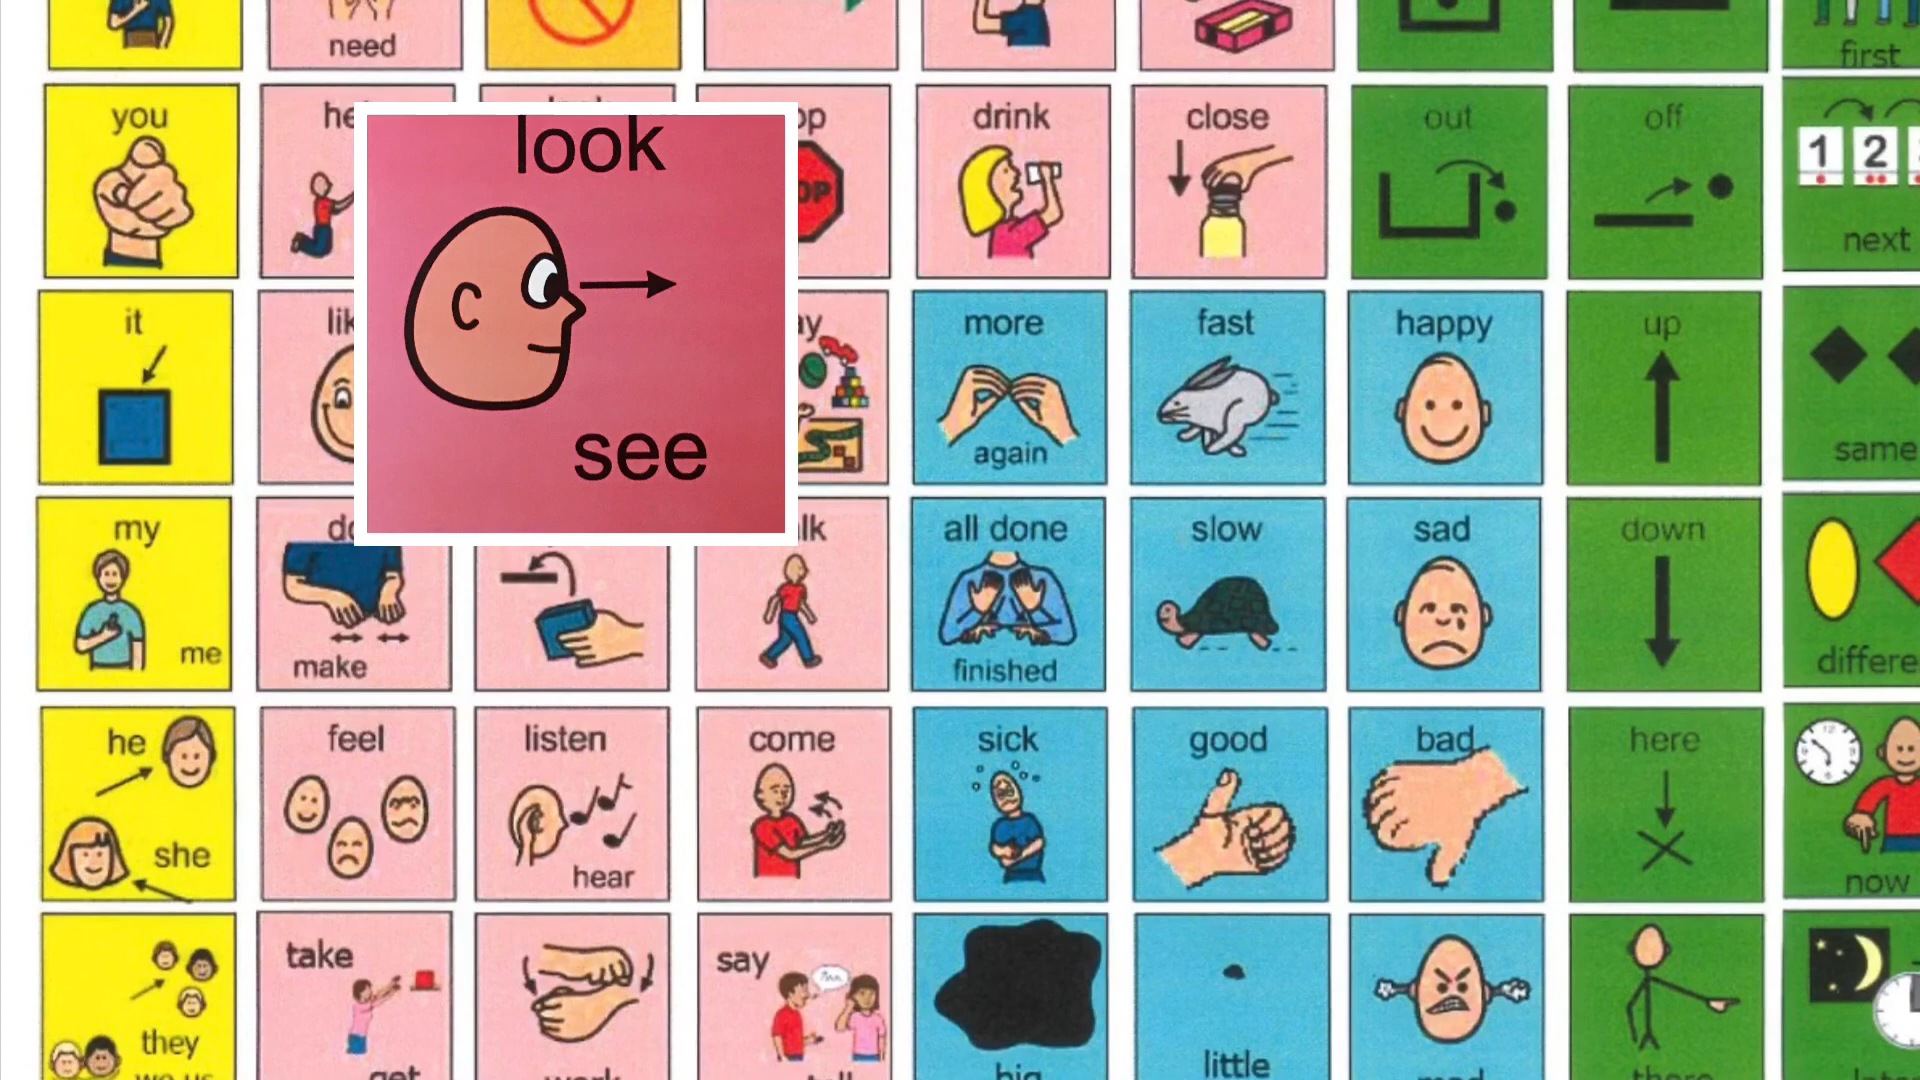 need
first
you
drink
close
out
off
1 2
next
look
see
it
more
fast
happy
up
again
same
my
me
make
all done
slow
sad
down
finished
he
she
feel
listen
come
sick
good
bad
here
hear
now
take
say
they
little